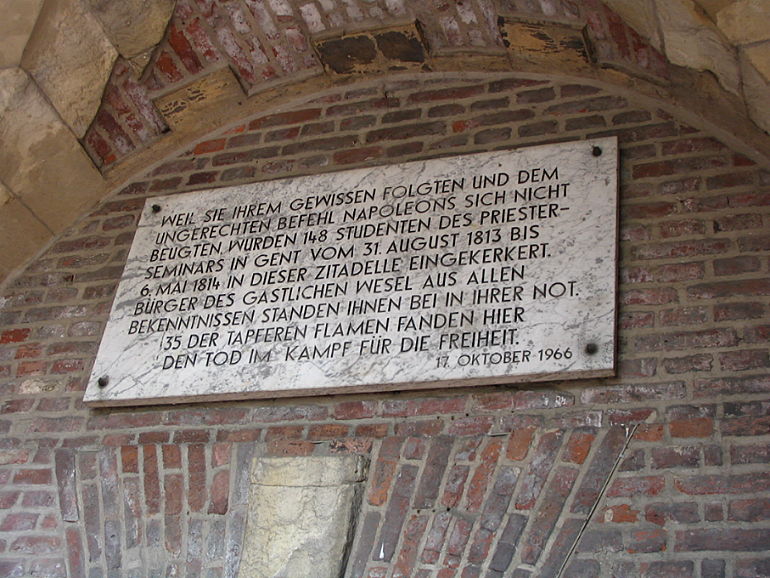 WEIL SIE IHREM GEWISSEN FOLGTEN UND DEM
UNGERECHTEN BEFEHL NAPOLEONS SICH NICHT
BEUGTEN, WURDEN 148 STUDENTEN DES PRIESTER-
SEMINARS IN GENT VOM 31. AUGUST 1813 BIS
6. MAI 1814 IN DIESER ZITADELLE EINGEKERKERT.
BÜRGER DES GASTLICHEN WESEL AUS ALLEN
BEKENNTNISSEN STANDEN IHNEN BEI IN IHRER NOT.
35 DER TAPFEREN FLAMEN FANDEN HIER
DEN TOD IM KAMPF FÜR DIE FREIHEIT.
17. OKTOBER 1966